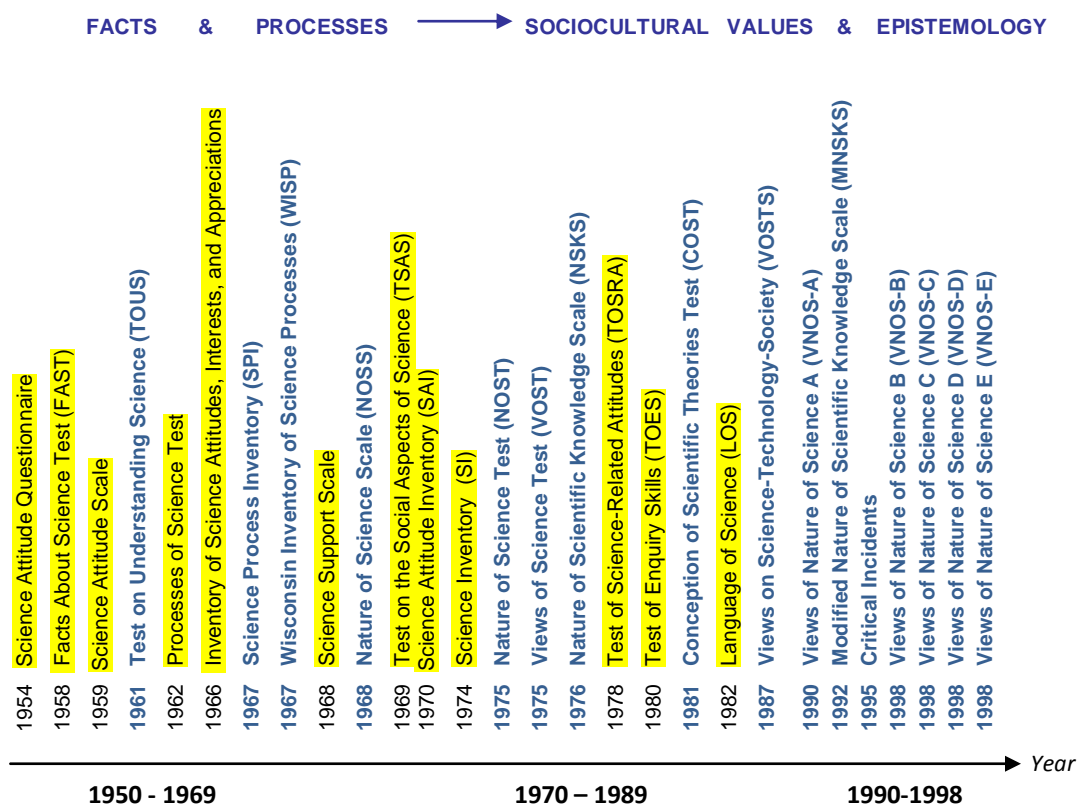 FACTS & PROCESSES SOCIOCULTURAL VALUES & EPISTEMOLOGY
1954 Science Attitude Questionnaire
1958 Facts About Science Test (FAST)
1959 Science Attitude Scale
1961 Test on Understanding Science (TOUS)
1962 Processes of Science Test
1966 Inventory of Science Attitudes, Interests, and Appreciations
1967 Science Process Inventory (SPI)
1967 Wisconsin Inventory of Science Processes (WISP)
1968 Science Support Scale
1968 Nature of Science Scale (NOSS)
1969 Test on the Social Aspects of Science (TSAS)
1970 Science Attitude Inventory (SAI)
1974 Science Inventory (SI)
1975 Nature of Science Test (NOST)
1975 Views of Science Test (VOST)
1976 Nature of Scientific Knowledge Scale (NSKS)
1978 Test of Science-Related Attitudes (TOSRA)
1980 Test of Enquiry Skills (TOES)
1981 Conception of Scientific Theories Test (COST)
1982 Language of Science (LOS)
1987 Views on Science-Technology-Society (VOSTS)
1990 Views of Nature of Science A (VNOS-A)
1992 Modified Nature of Scientific Knowledge Scale (MNSKS)
1995 Critical Incidents
1998 Views of Nature of Science B (VNOS-B)
1998 Views of Nature of Science C (VNOS-C)
1998 Views of Nature of Science D (VNOS-D)
1998 Views of Nature of Science E (VNOS-E)
Year
1950 - 1969 1970 – 1989 1990-1998